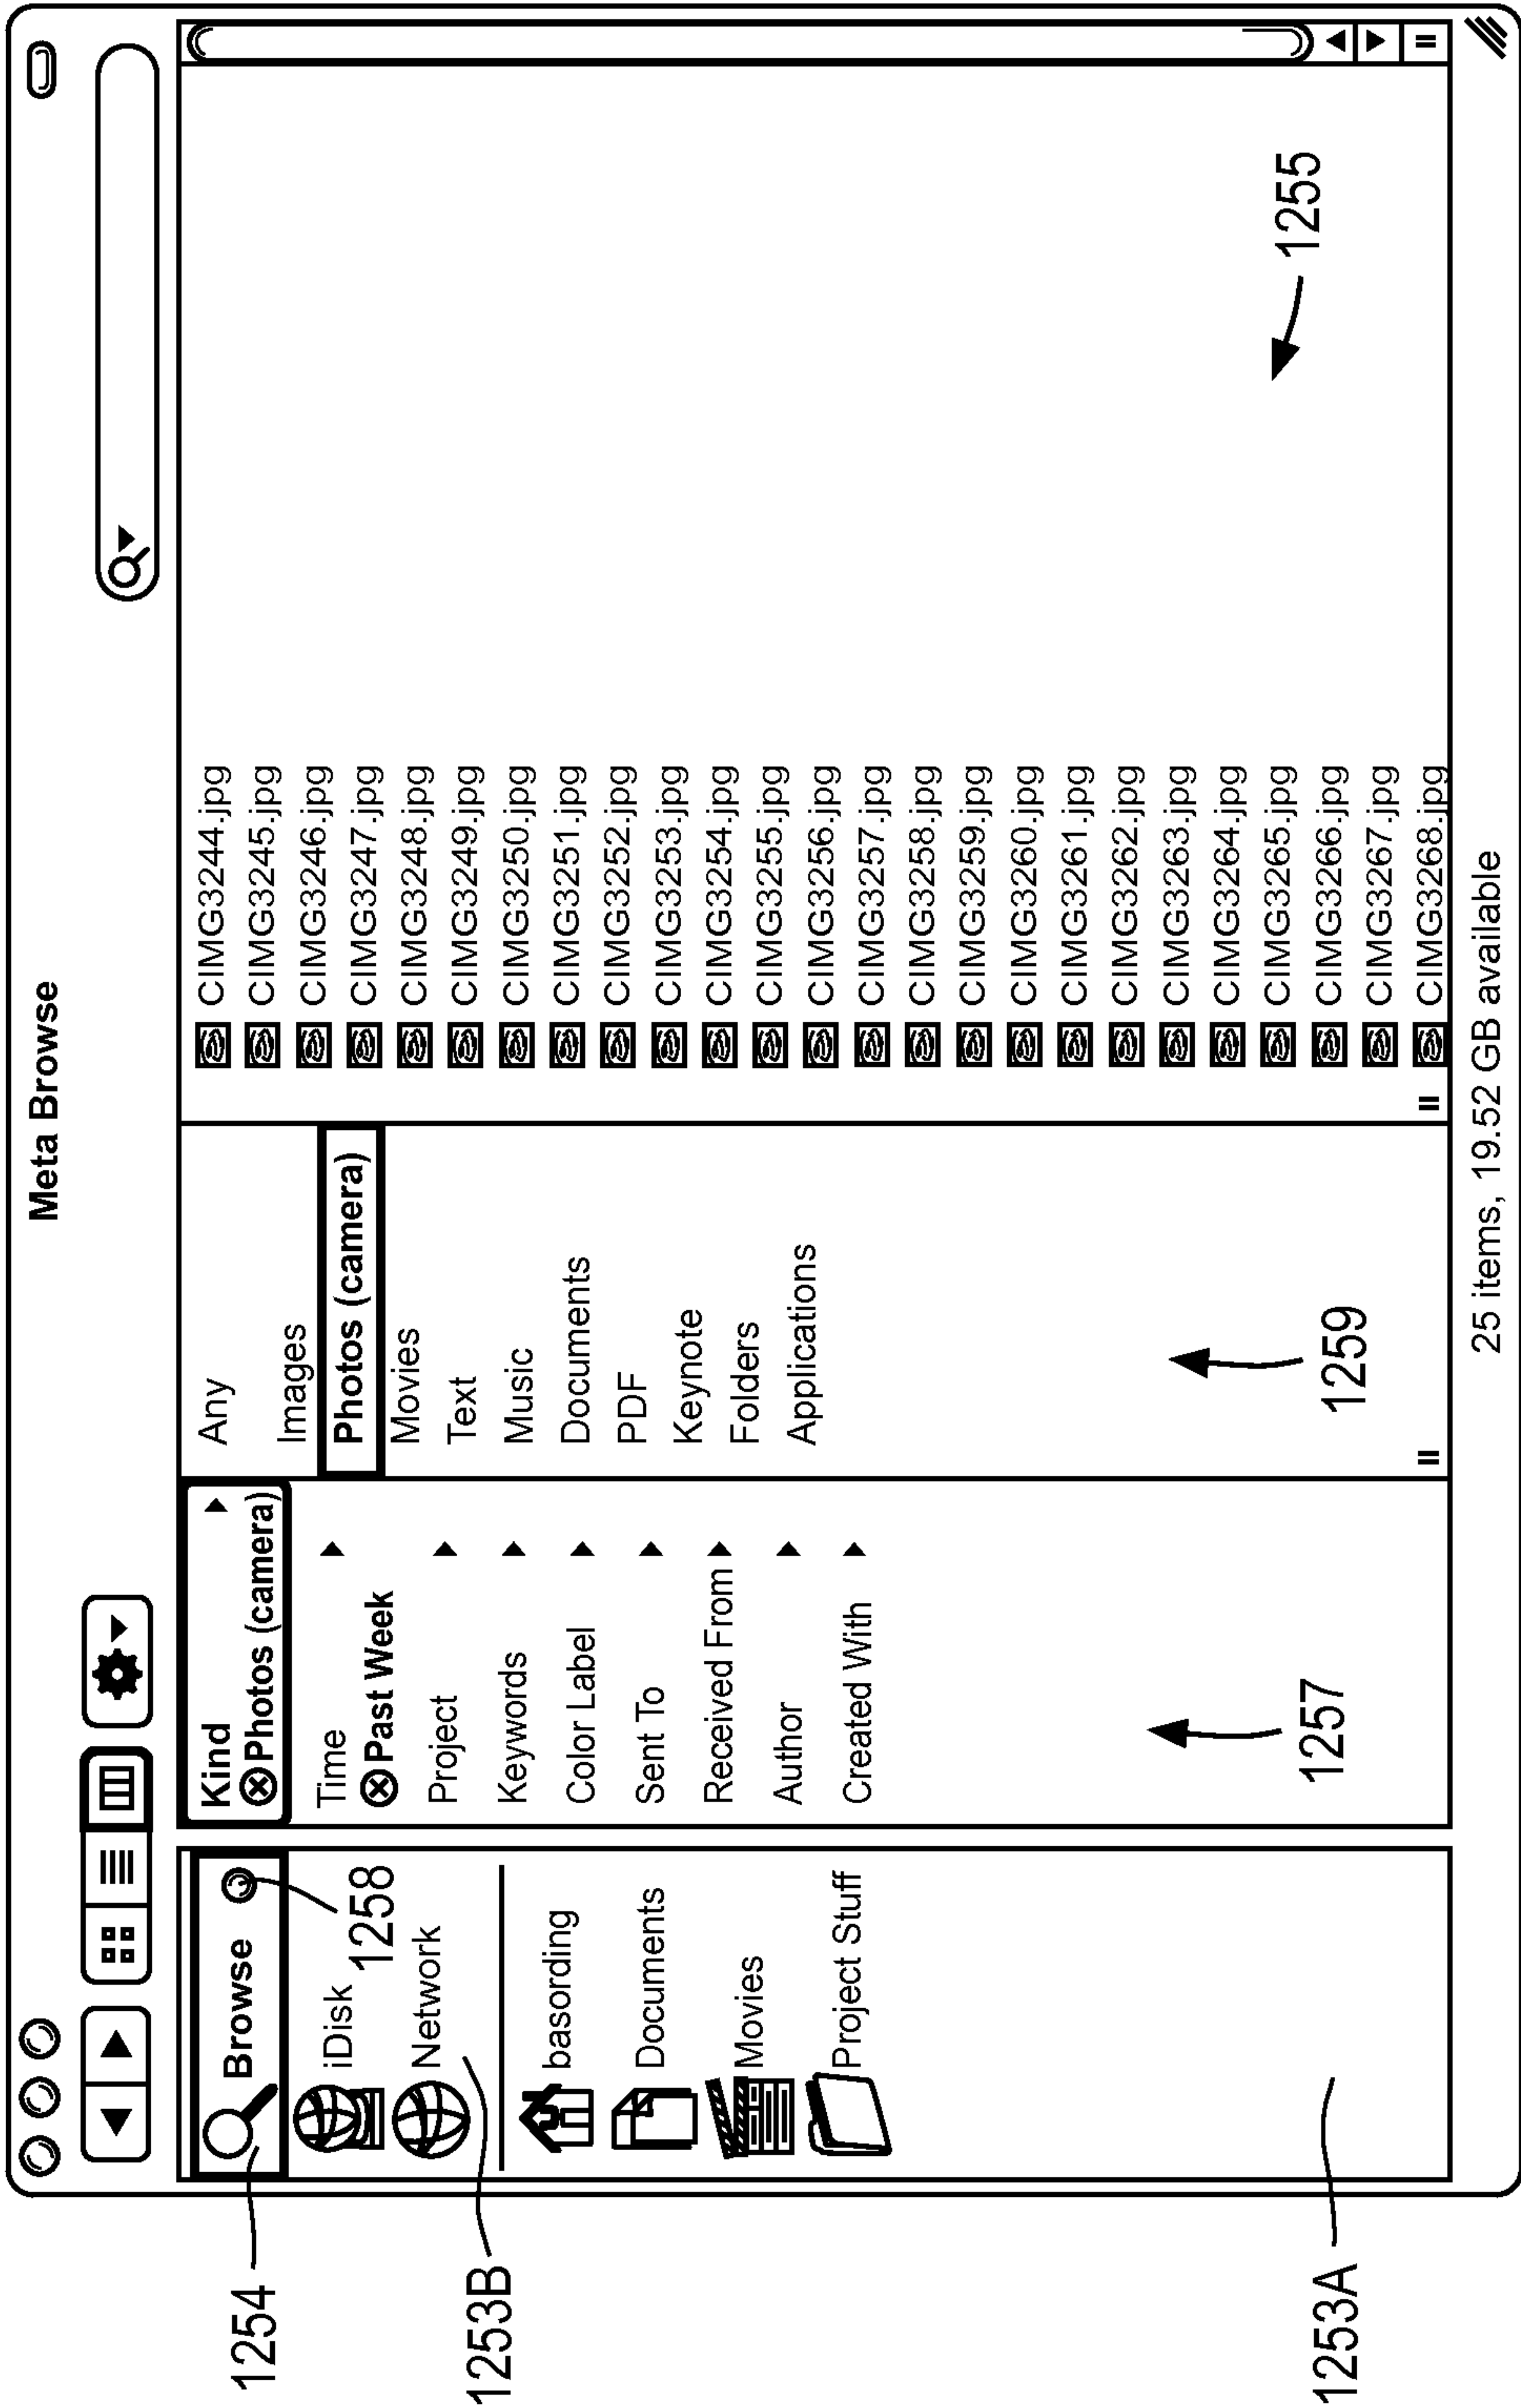 Meta Browse
Browse
iDisk
Network
basording
Documents
Movies
Project Stuff
Kind
Photos (camera)
Time
Past Week
Project
Keywords
Color Label
Sent To
Received From
Author
Created With
Any
Images
Photos (camera)
Movies
Text
Music
Documents
PDF
Keynote
Folders
Applications
CIMG3244.jpg
CIMG3245.jpg
CIMG3246.jpg
CIMG3247.jpg
CIMG3248.jpg
CIMG3249.jpg
CIMG3250.jpg
CIMG3251.jpg
CIMG3252.jpg
CIMG3253.jpg
CIMG3254.jpg
CIMG3255.jpg
CIMG3256.jpg
CIMG3257.jpg
CIMG3258.jpg
CIMG3259.jpg
CIMG3260.jpg
CIMG3261.jpg
CIMG3262.jpg
CIMG3263.jpg
CIMG3264.jpg
CIMG3265.jpg
CIMG3266.jpg
CIMG3267.jpg
CIMG3268.jpg
25 items, 19.52 GB available
1254
1258
1253B
1253A
1257
1259
1255